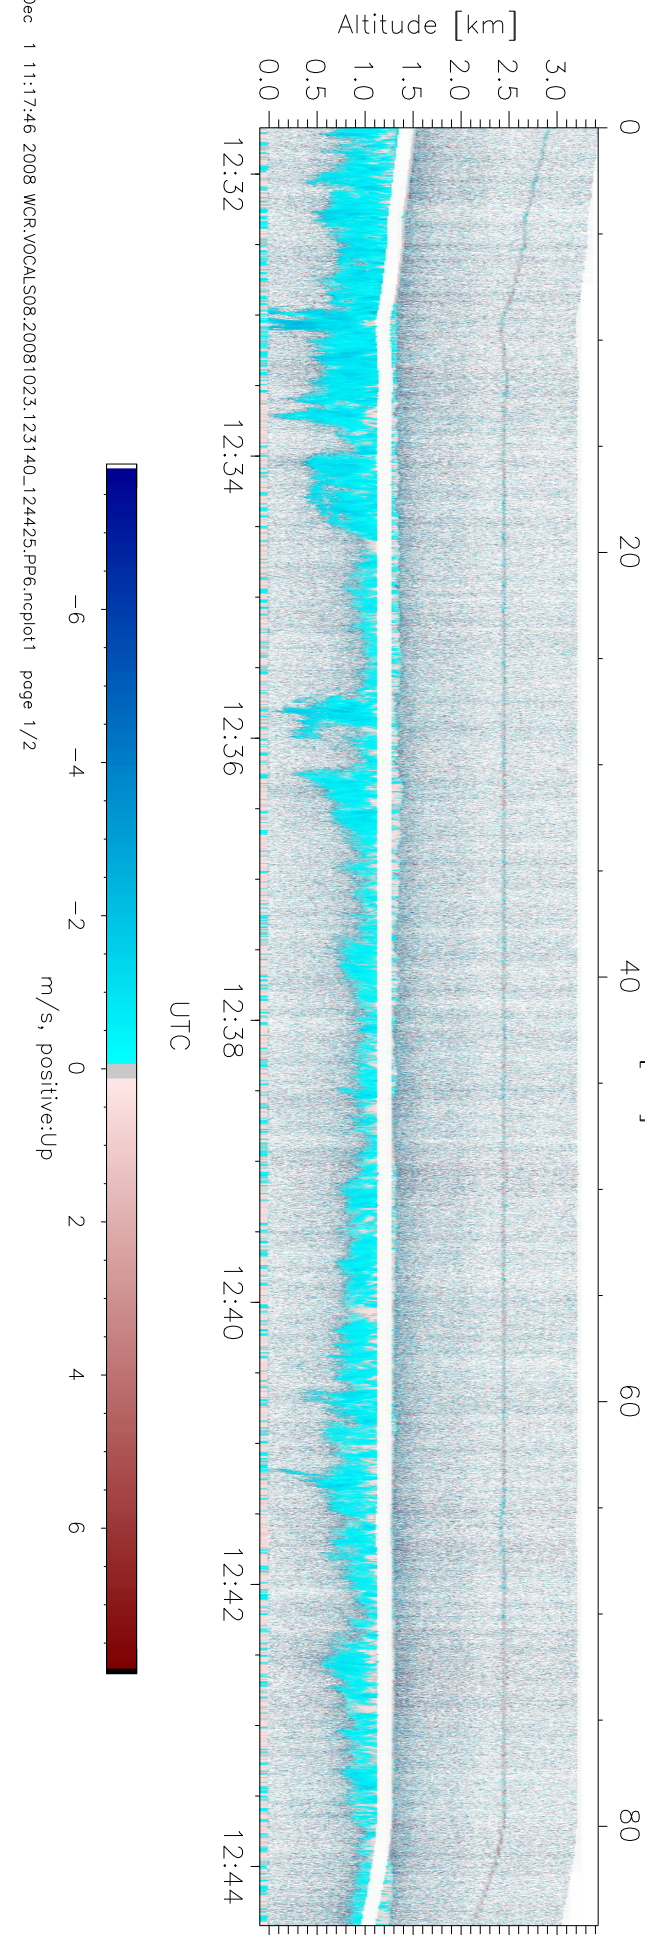 0 20 40 60 80
Altitude [km]
0.0 0.5 1.0 1.5 2.0 2.5 3.0
12:32 12:34 12:36 12:38 12:40 12:42 12:44
UTC
−6 −4 −2 0 2 4 6
m/s, positive:Up
1 11:17:46 2008 WCR.VOCALS08.20081023.123140_124425.PP6.ncplot1 page 1/2